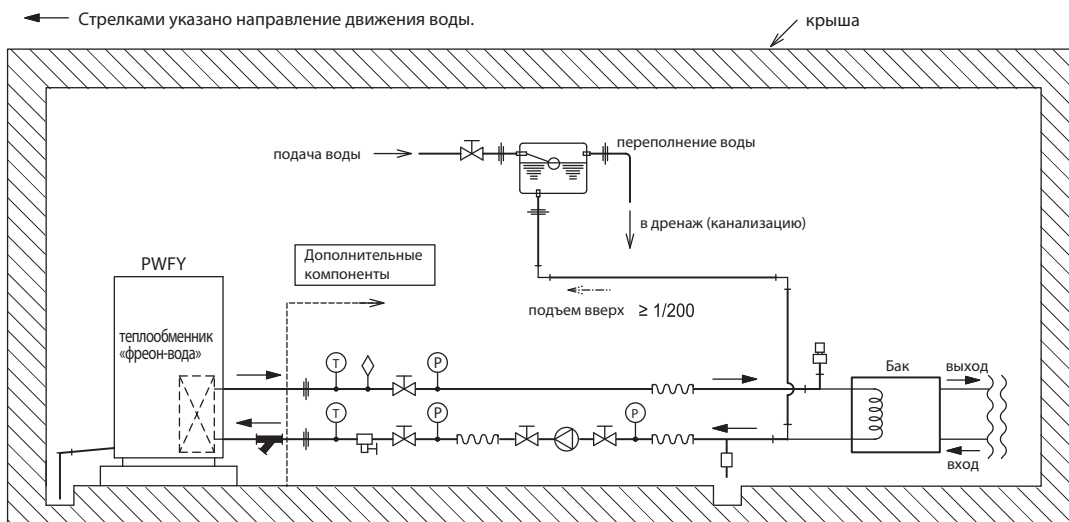 Стрелками указано направление движения воды.
крыша
подача воды
переполнение воды
в дренаж (канализацию)
Дополнительные
компоненты
PWFY
подъем вверх ≥ 1/200
теплообменник
«фреон-вода»
T
P
Бак
выход
T
P
P
вход